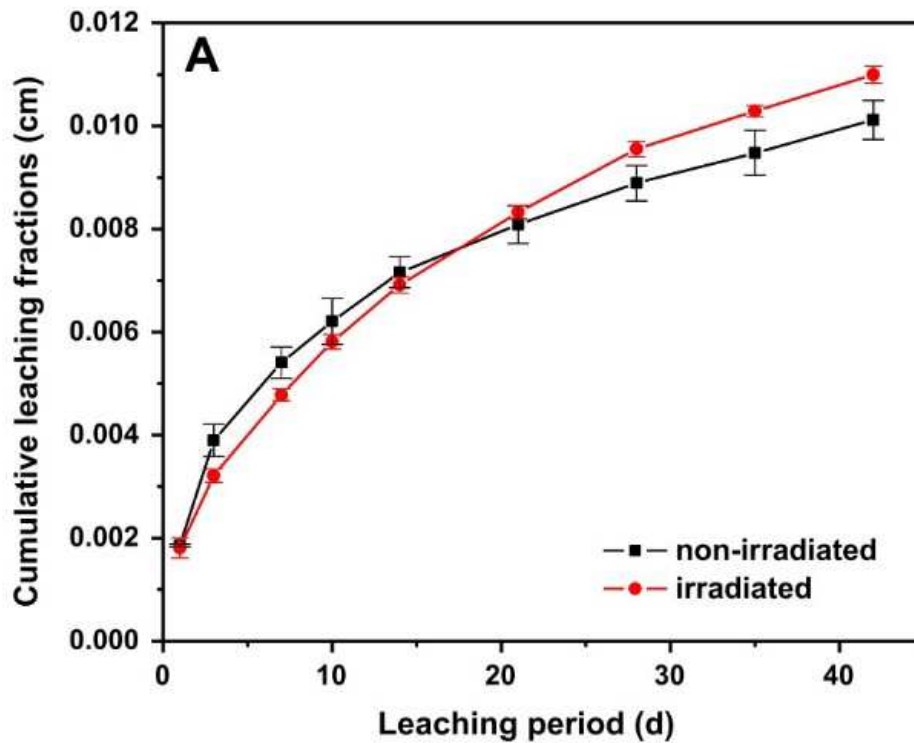 A
0.012
0.010
0.008
0.006
0.004
0.002
0.000
Cumulative leaching fractions (cm)
non-irradiated
irradiated
0 10 20 30 40
Leaching period (d)